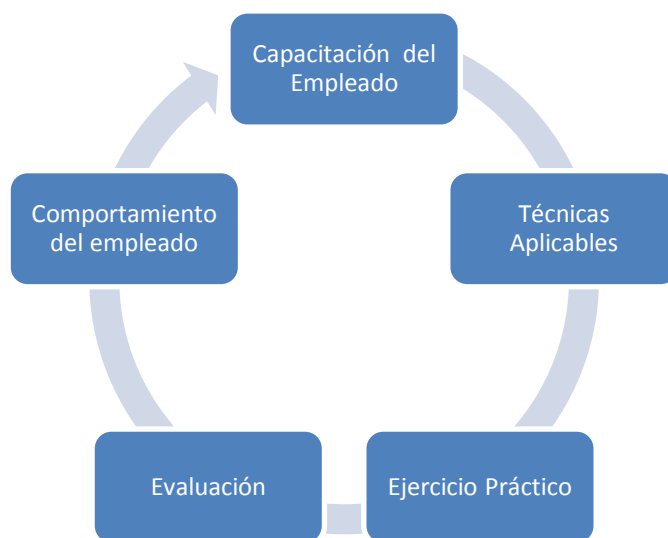 Capacitación del
Empleado
Técnicas
Aplicables
Ejercicio Práctico
Evaluación
Comportamiento
del empleado